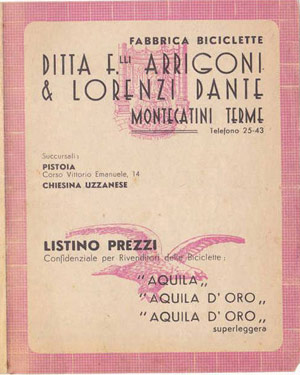 FABBRICA BICICLETTE
DITTA F.LLI ARRIGONI
& LORENZI DANTE
MONTECATINI TERME
Telefono 25-43
Succursali:
PISTOIA
Corso Vittorio Emanuele, 14
CHIESINA UZZANESE
LISTINO PREZZI
Confidenziale per Rivenditori delle Biciclette:
"AQUILA„
"AQUILA D'ORO„
"AQUILA D'ORO„
superleggera